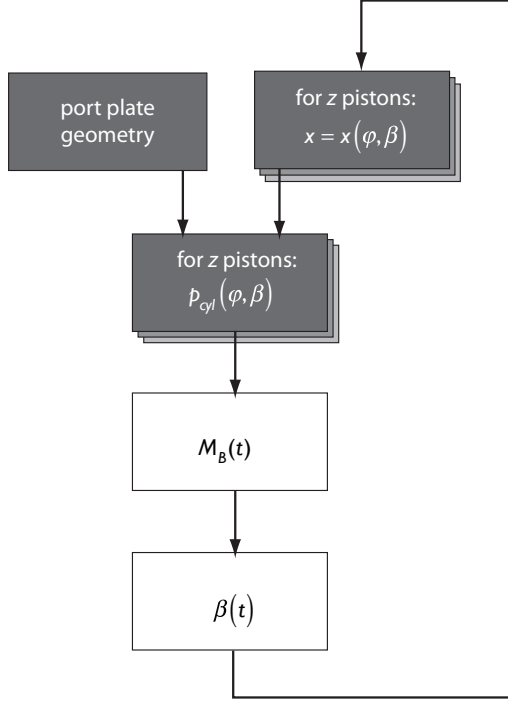 port plate
geometry
for z pistons:
x = x(φ, β)
for z pistons:
p_cyl(φ, β)
M_B(t)
β(t)